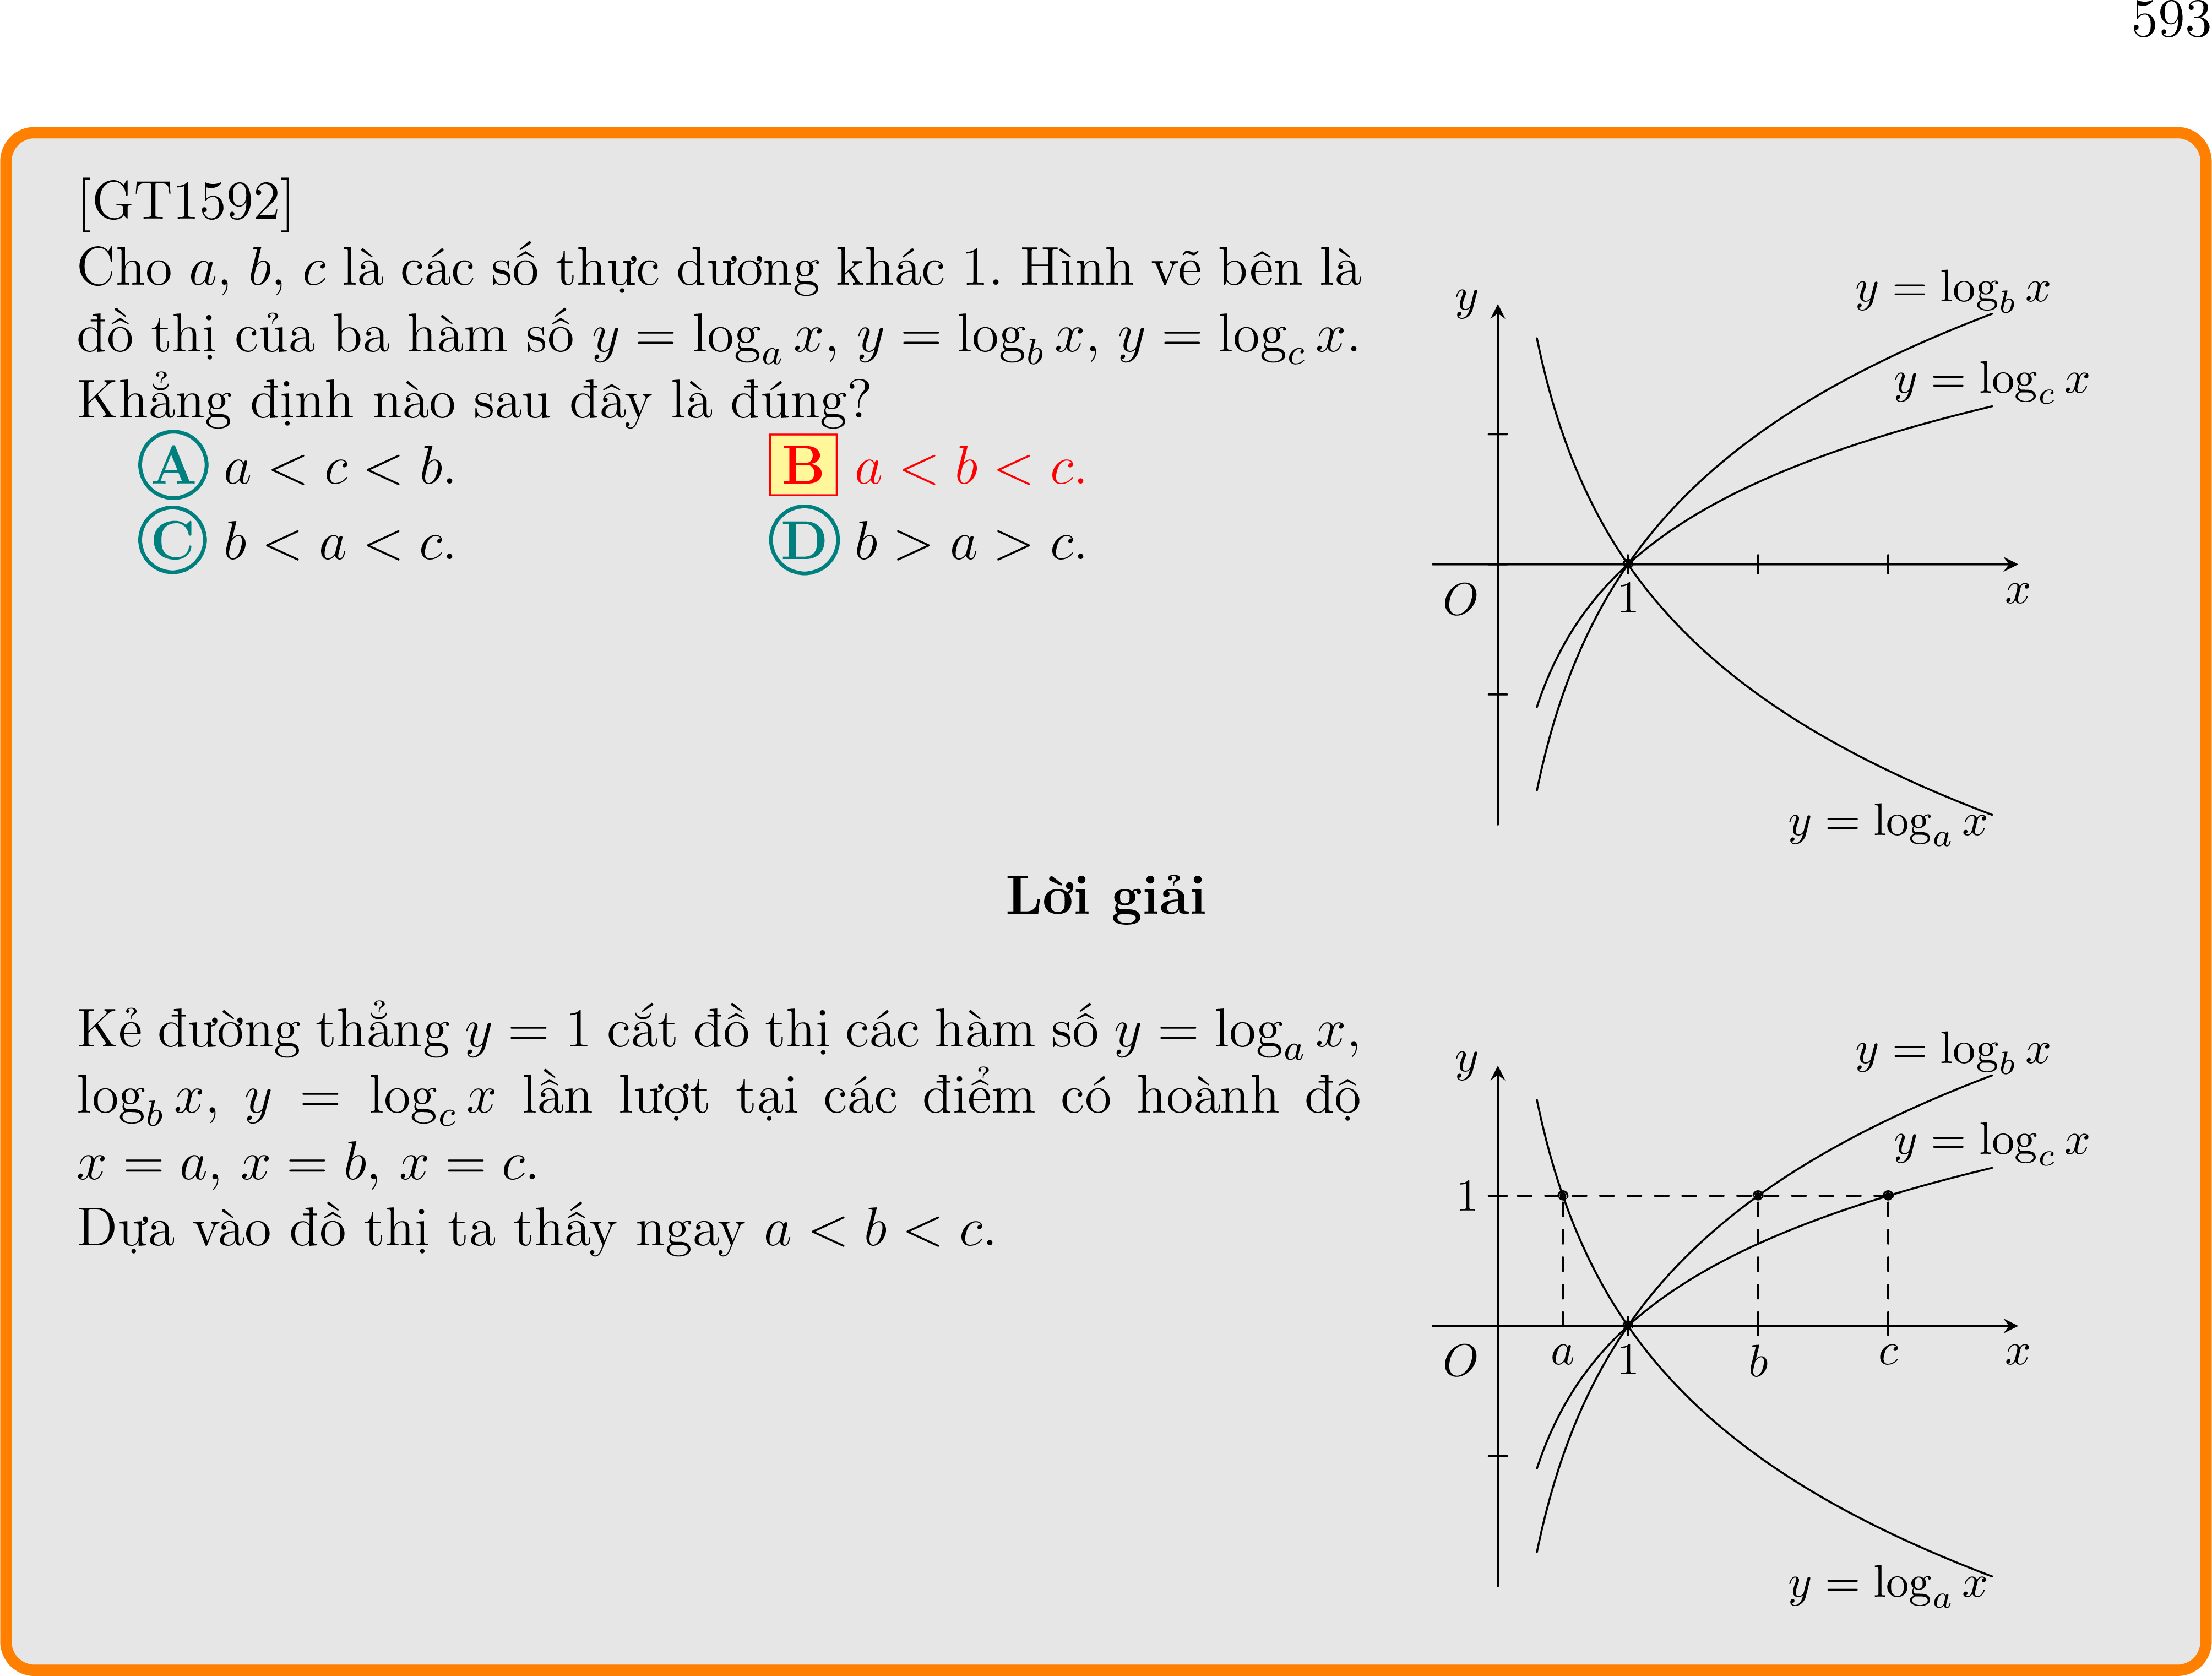 593
[GT1592]
Cho a, b, c là các số thực dương khác 1. Hình vẽ bên là
đồ thị của ba hàm số y = log_a x, y = log_b x, y = log_c x.
Khẳng định nào sau đây là đúng?
A a < c < b.
B a < b < c.
C b < a < c.
D b > a > c.
y
y = log_b x
y = log_c x
O
1
x
y = log_a x
Lời giải
Kẻ đường thẳng y = 1 cắt đồ thị các hàm số y = log_a x,
log_b x, y = log_c x lần lượt tại các điểm có hoành độ
x = a, x = b, x = c.
Dựa vào đồ thị ta thấy ngay a < b < c.
y
y = log_b x
y = log_c x
1
O
a
1
b
c
x
y = log_a x